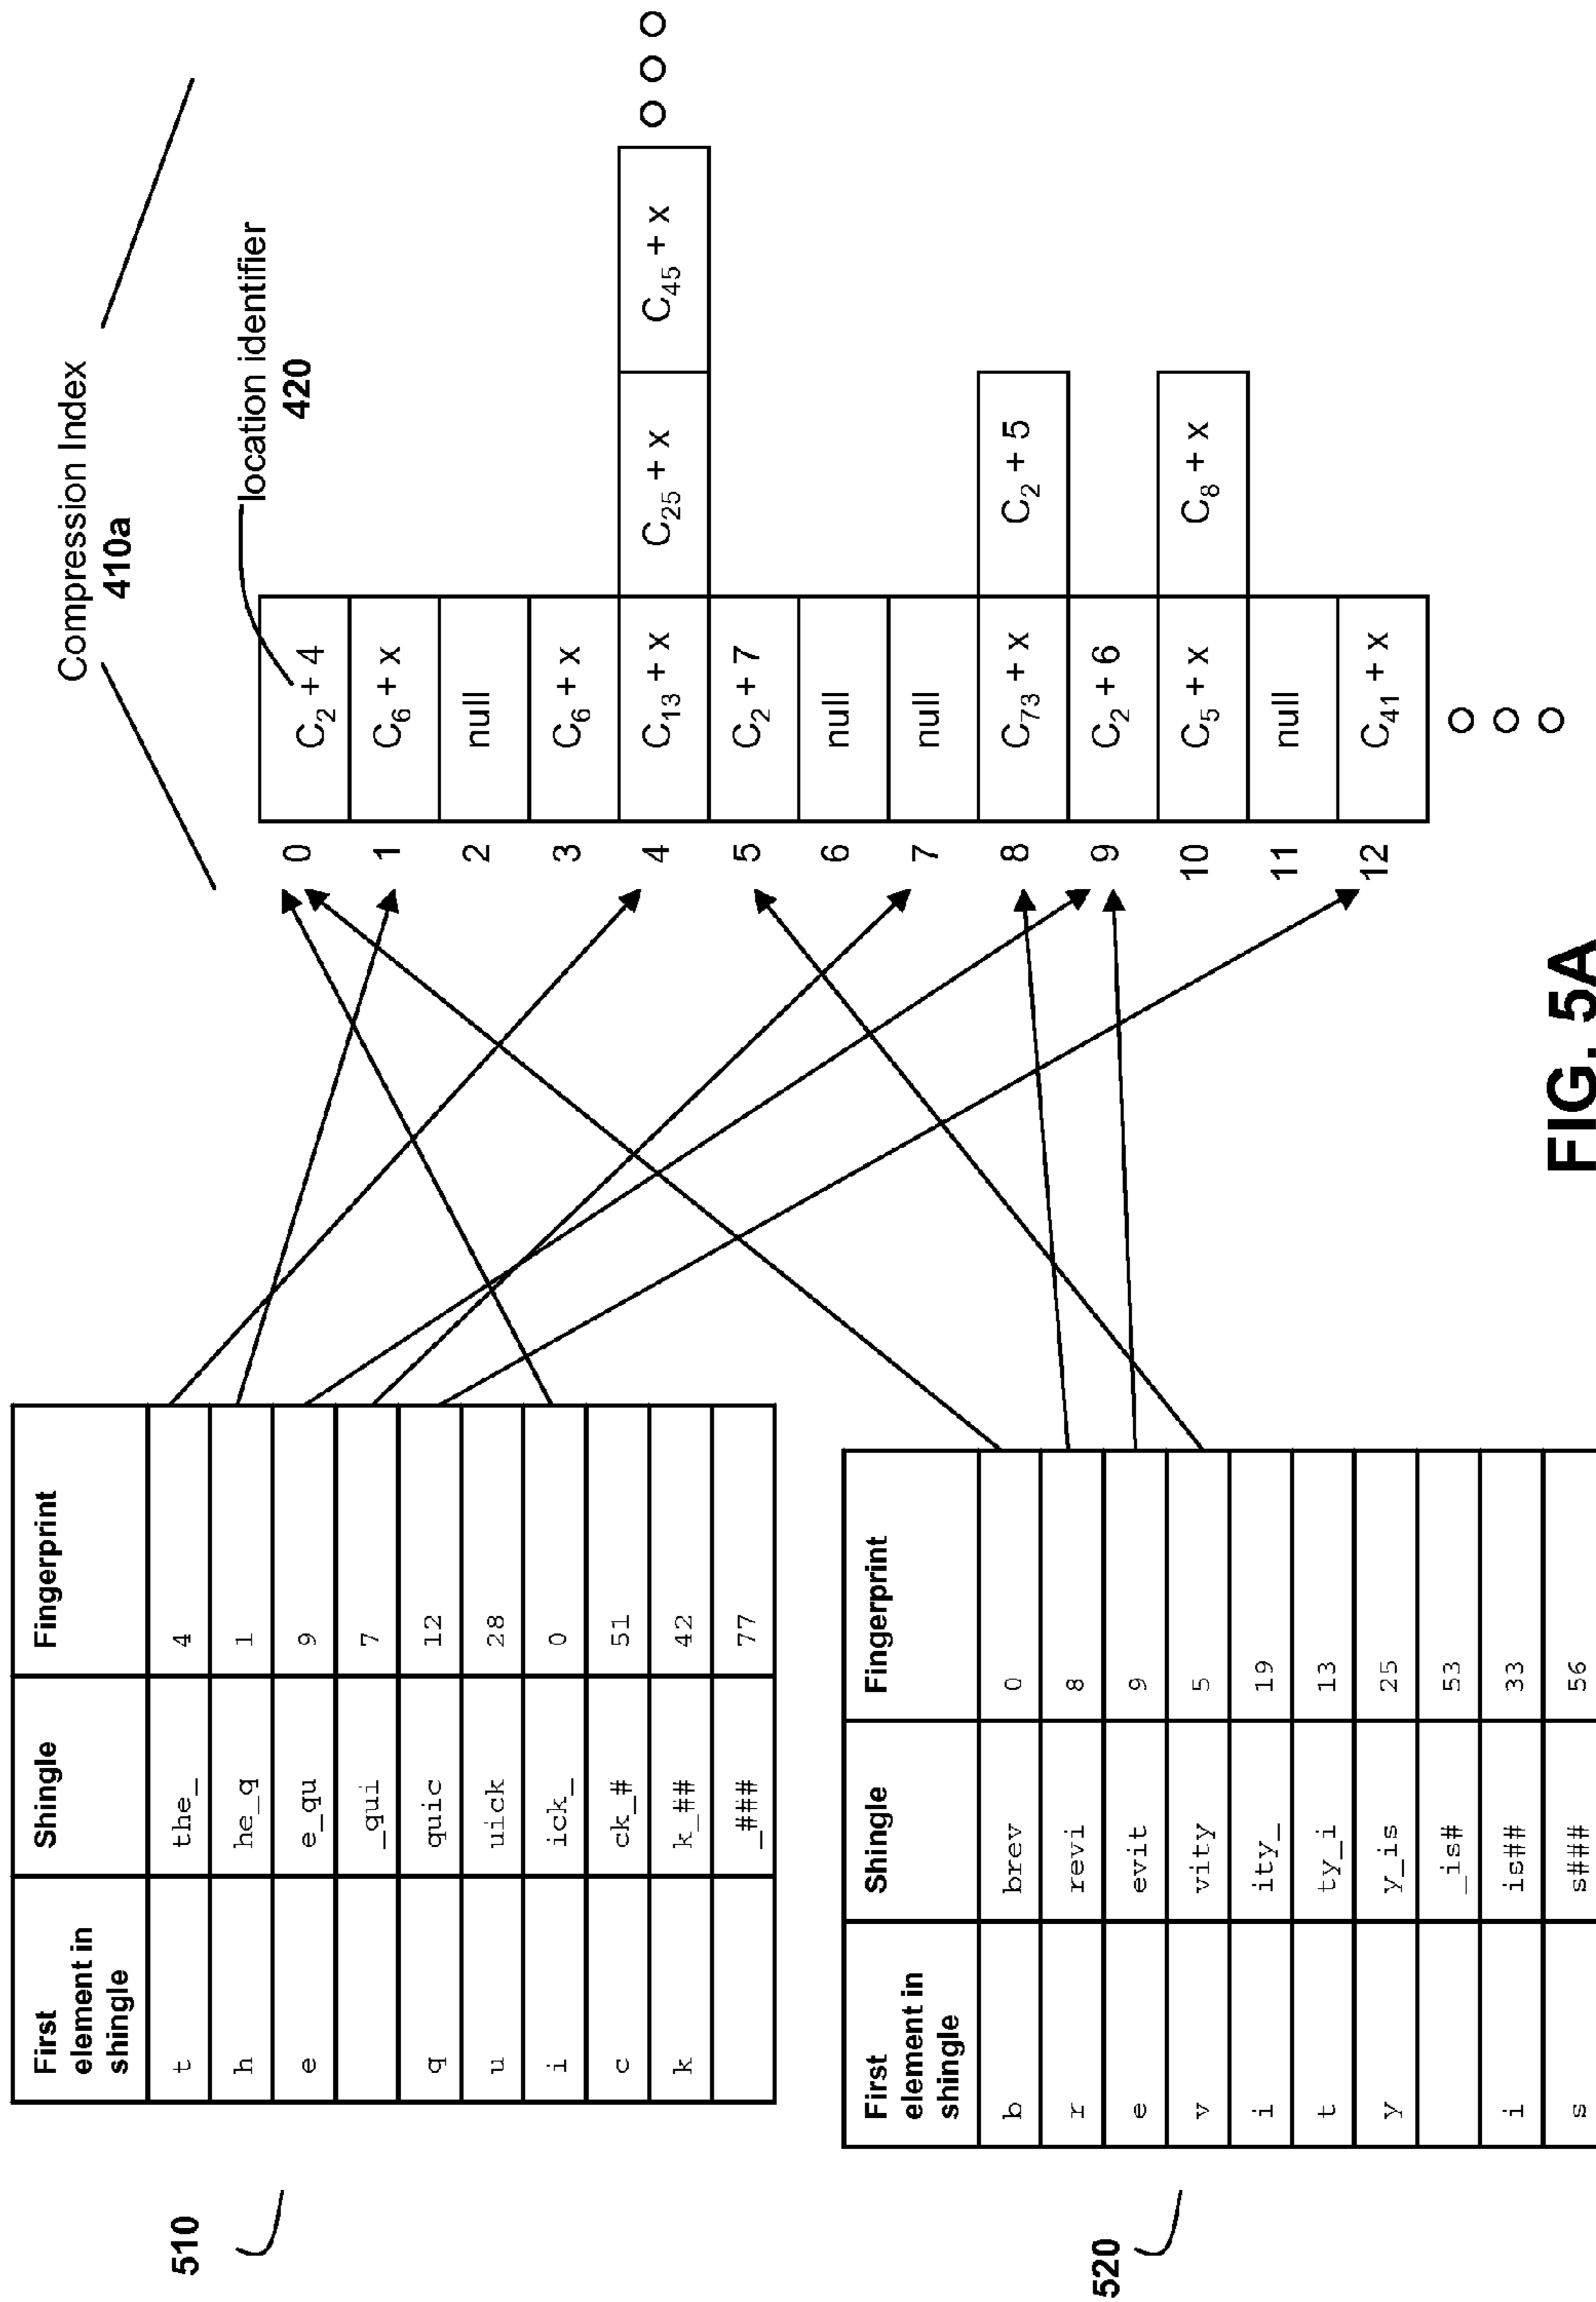 Compression Index
410a
location identifier
420
510
First element in shingle Shingle Fingerprint
t the_ 4
h he_q 1
e e_qu 9
_qui 7
q quic 12
u uick 28
i ick_ 0
c ck_# 51
k k_## 42
_### 77
520
First element in shingle Shingle Fingerprint
b brev 0
r revi 8
e evit 9
v vity 5
i ity_ 19
t ty_i 13
y y_is 25
_is# 53
i is## 33
s s### 56
0 C2 + 4
1 C6 + x
2 null
3 C6 + x
4 C13 + x C25 + x C45 + x
5 C2 + 7
6 null
7 null
8 C73 + x C2 + 5
9 C2 + 6
10 C5 + x C8 + x
11 null
12 C41 + x
FIG. 5A